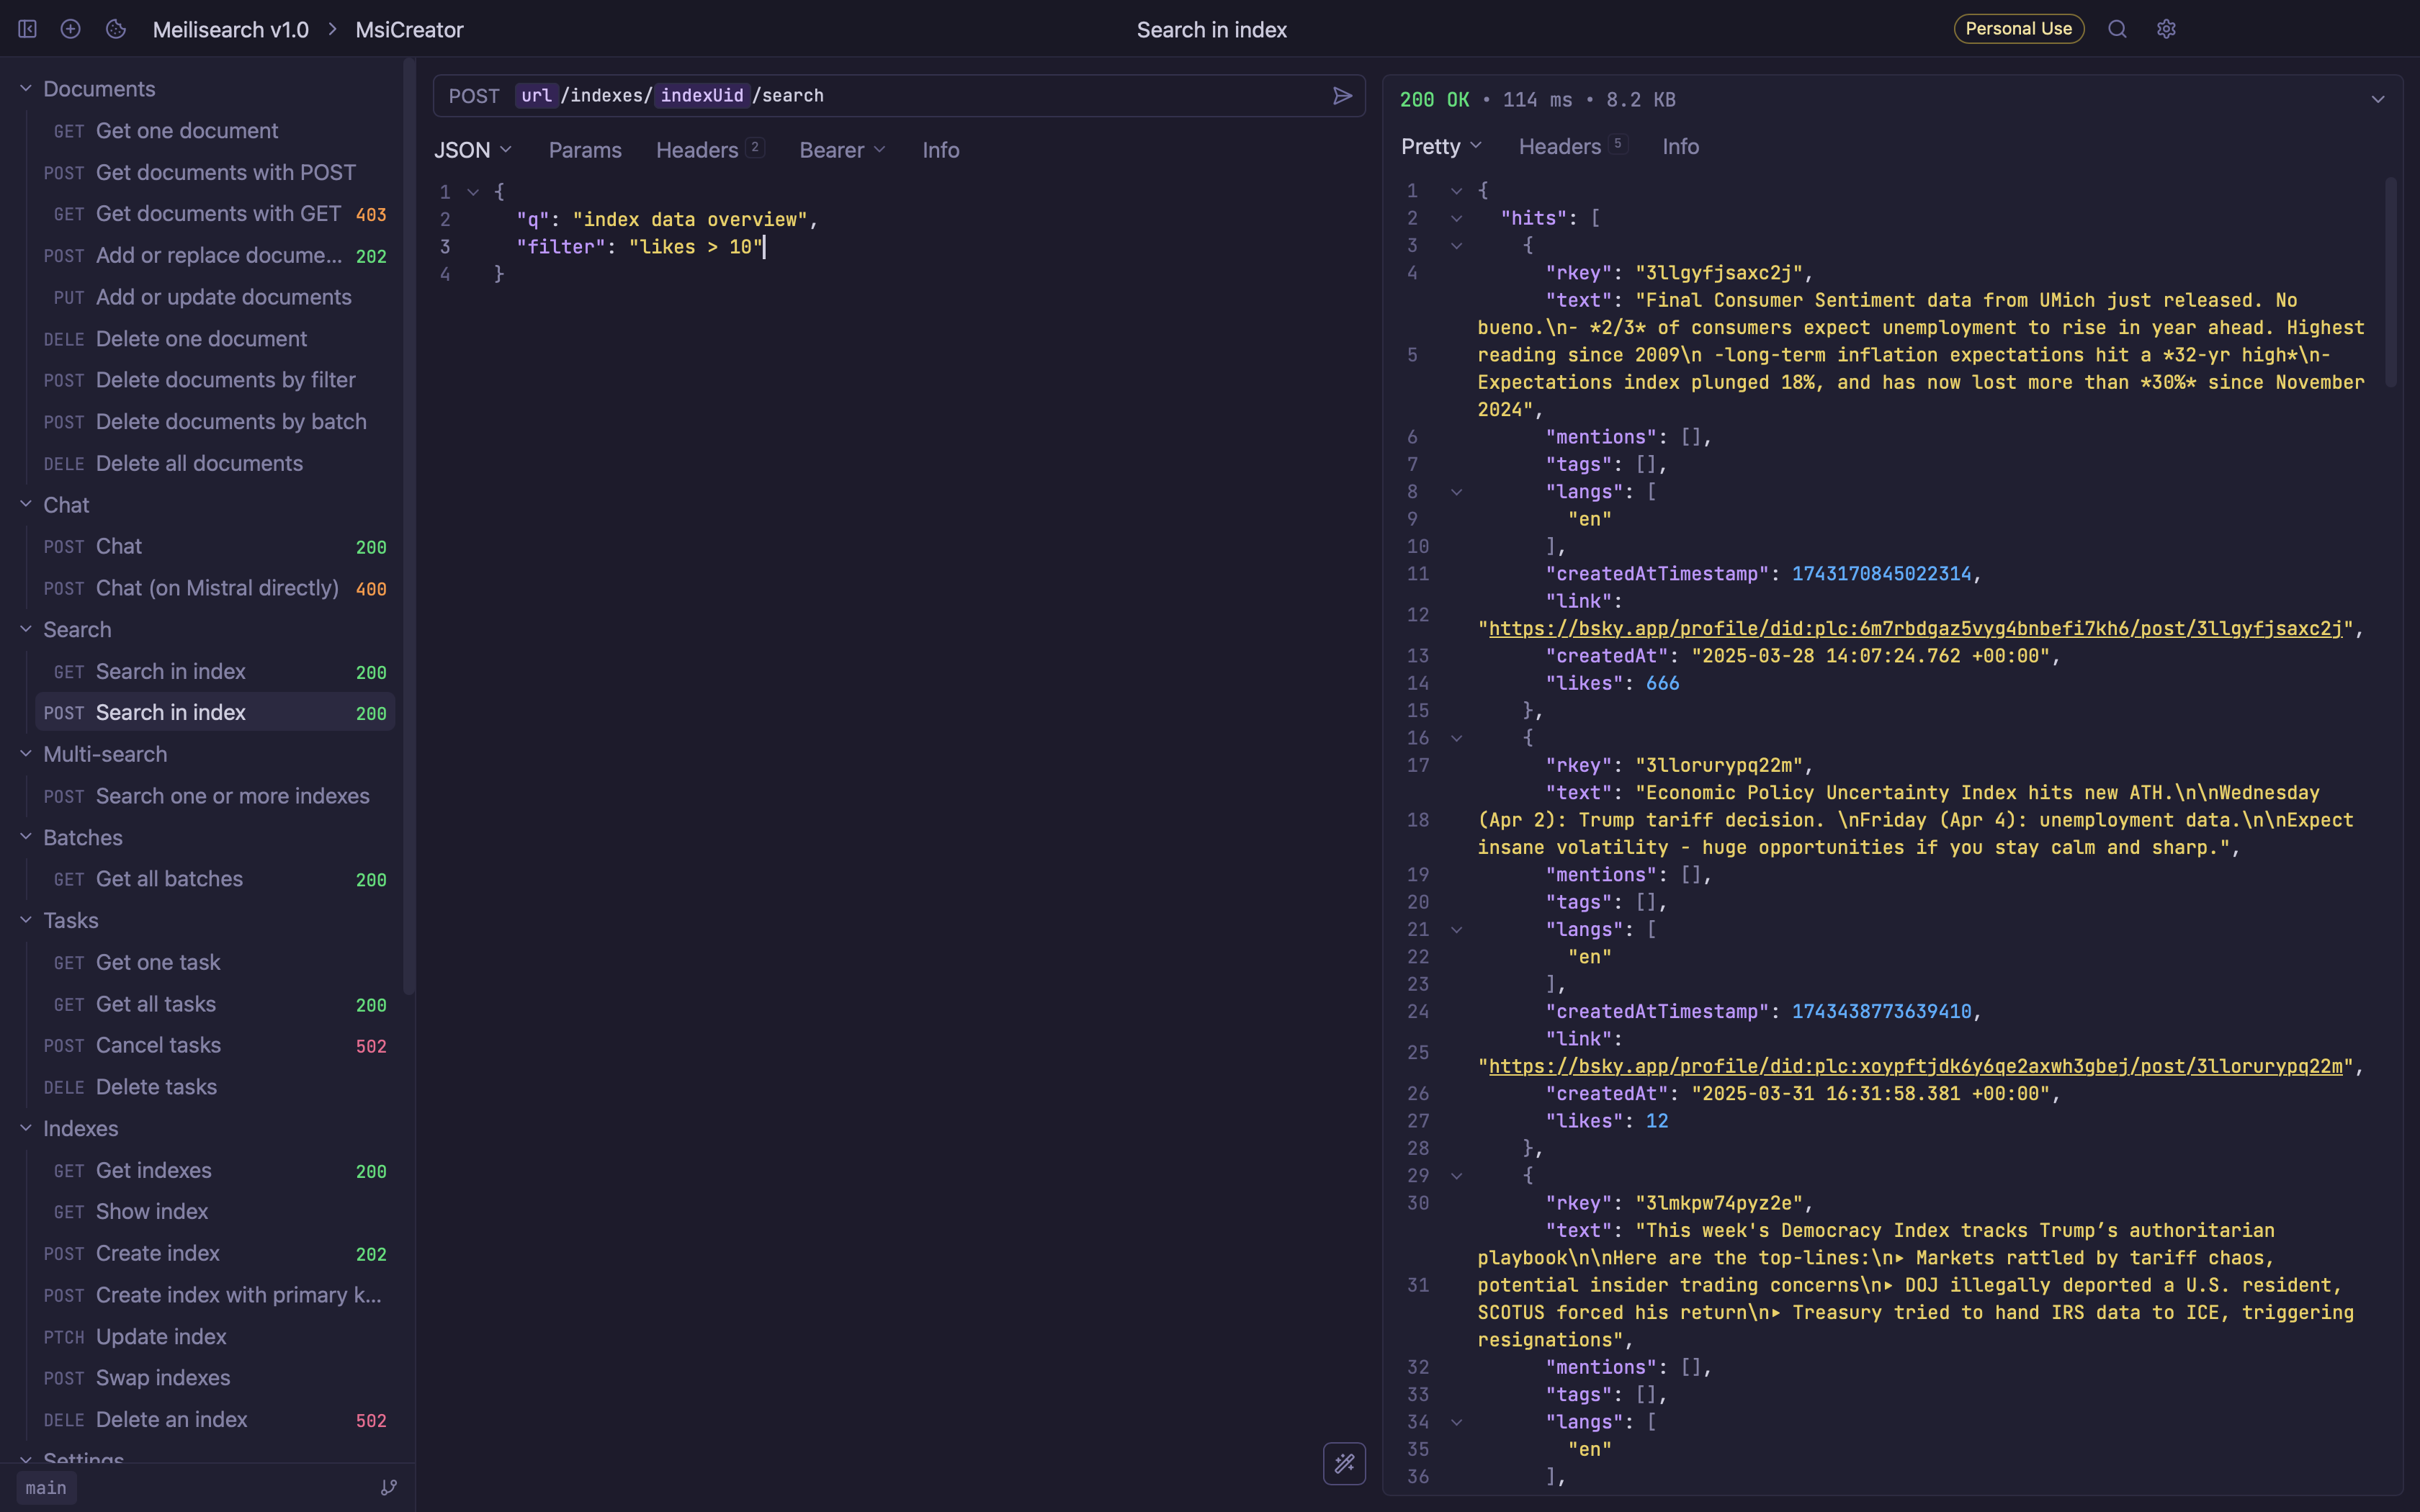 Meilisearch v1.0 > MsiCreator
Search in index
Personal Use
Documents
GET Get one document
POST Get documents with POST
GET Get documents with GET 403
POST Add or replace docume... 202
PUT Add or update documents
DELE Delete one document
POST Delete documents by filter
POST Delete documents by batch
DELE Delete all documents
Chat
POST Chat 200
POST Chat (on Mistral directly) 400
Search
GET Search in index 200
POST Search in index 200
Multi-search
POST Search one or more indexes
Batches
GET Get all batches 200
Tasks
GET Get one task
GET Get all tasks 200
POST Cancel tasks 502
DELE Delete tasks
Indexes
GET Get indexes 200
GET Show index
POST Create index 202
POST Create index with primary k...
PTCH Update index
POST Swap indexes
DELE Delete an index 502
Settings
main
POST url/indexes/indexUid/search
JSON Params Headers 2 Bearer Info
1 {
2 "q": "index data overview",
3 "filter": "likes > 10"
4 }
200 OK • 114 ms • 8.2 KB
Pretty Headers 5 Info
1 {
2 "hits": [
3 {
4 "rkey": "3llgyfjsaxc2j",
"text": "Final Consumer Sentiment data from UMich just released. No
bueno.\n- *2/3* of consumers expect unemployment to rise in year ahead. Highest
5 reading since 2009\n -long-term inflation expectations hit a *32-yr high*\n-
Expectations index plunged 18%, and has now lost more than *30%* since November
2024",
6 "mentions": [],
7 "tags": [],
8 "langs": [
9 "en"
10 ],
11 "createdAtTimestamp": 1743170845022314,
"link":
12
"https://bsky.app/profile/did:plc:6m7rbdgaz5vyg4bnbefi7kh6/post/3llgyfjsaxc2j",
13 "createdAt": "2025-03-28 14:07:24.762 +00:00",
14 "likes": 666
15 },
16 {
17 "rkey": "3llorurypq22m",
"text": "Economic Policy Uncertainty Index hits new ATH.\n\nWednesday
18 (Apr 2): Trump tariff decision. \nFriday (Apr 4): unemployment data.\n\nExpect
insane volatility - huge opportunities if you stay calm and sharp.",
19 "mentions": [],
20 "tags": [],
21 "langs": [
22 "en"
23 ],
24 "createdAtTimestamp": 1743438773639410,
"link":
25
"https://bsky.app/profile/did:plc:xoypftjdk6y6qe2axwh3gbej/post/3llorurypq22m",
26 "createdAt": "2025-03-31 16:31:58.381 +00:00",
27 "likes": 12
28 },
29 {
30 "rkey": "3lmkpw74pyz2e",
"text": "This week's Democracy Index tracks Trump’s authoritarian
playbook\n\nHere are the top-lines:\n▸ Markets rattled by tariff chaos,
31 potential insider trading concerns\n▸ DOJ illegally deported a U.S. resident,
SCOTUS forced his return\n▸ Treasury tried to hand IRS data to ICE, triggering
resignations",
32 "mentions": [],
33 "tags": [],
34 "langs": [
35 "en"
36 ],